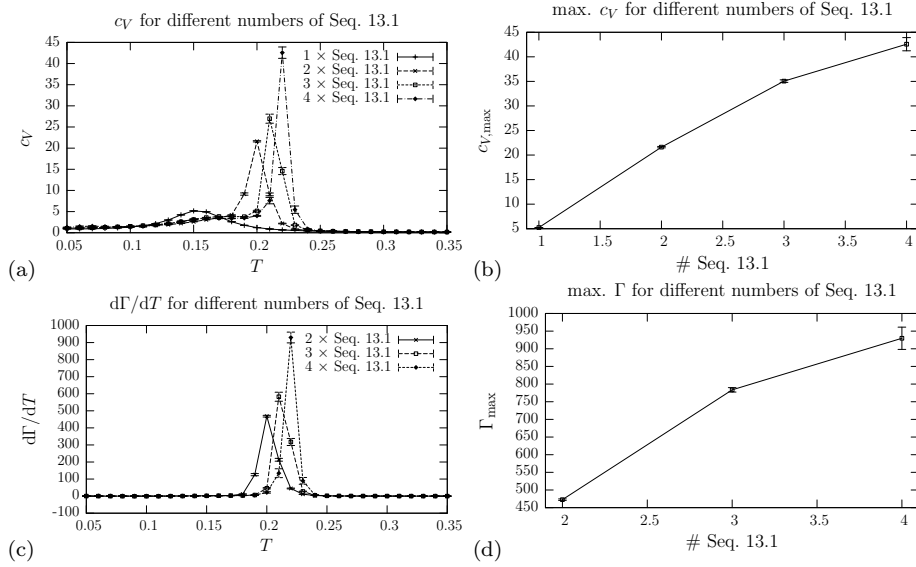 c_V for different numbers of Seq. 13.1
45
40
35
30
25
20
15
10
5
0
c_V
1 × Seq. 13.1
2 × Seq. 13.1
3 × Seq. 13.1
4 × Seq. 13.1
0.05 0.1 0.15 0.2 0.25 0.3 0.35
T
(a)
max. c_V for different numbers of Seq. 13.1
45
40
35
30
25
20
15
10
5
c_{V,max}
1 1.5 2 2.5 3 3.5 4
# Seq. 13.1
(b)
dΓ/dT for different numbers of Seq. 13.1
1000
900
800
700
600
500
400
300
200
100
0
-100
dΓ/dT
2 × Seq. 13.1
3 × Seq. 13.1
4 × Seq. 13.1
0.05 0.1 0.15 0.2 0.25 0.3 0.35
T
(c)
max. Γ for different numbers of Seq. 13.1
1000
950
900
850
800
750
700
650
600
550
500
450
Γ_max
2 2.5 3 3.5 4
# Seq. 13.1
(d)